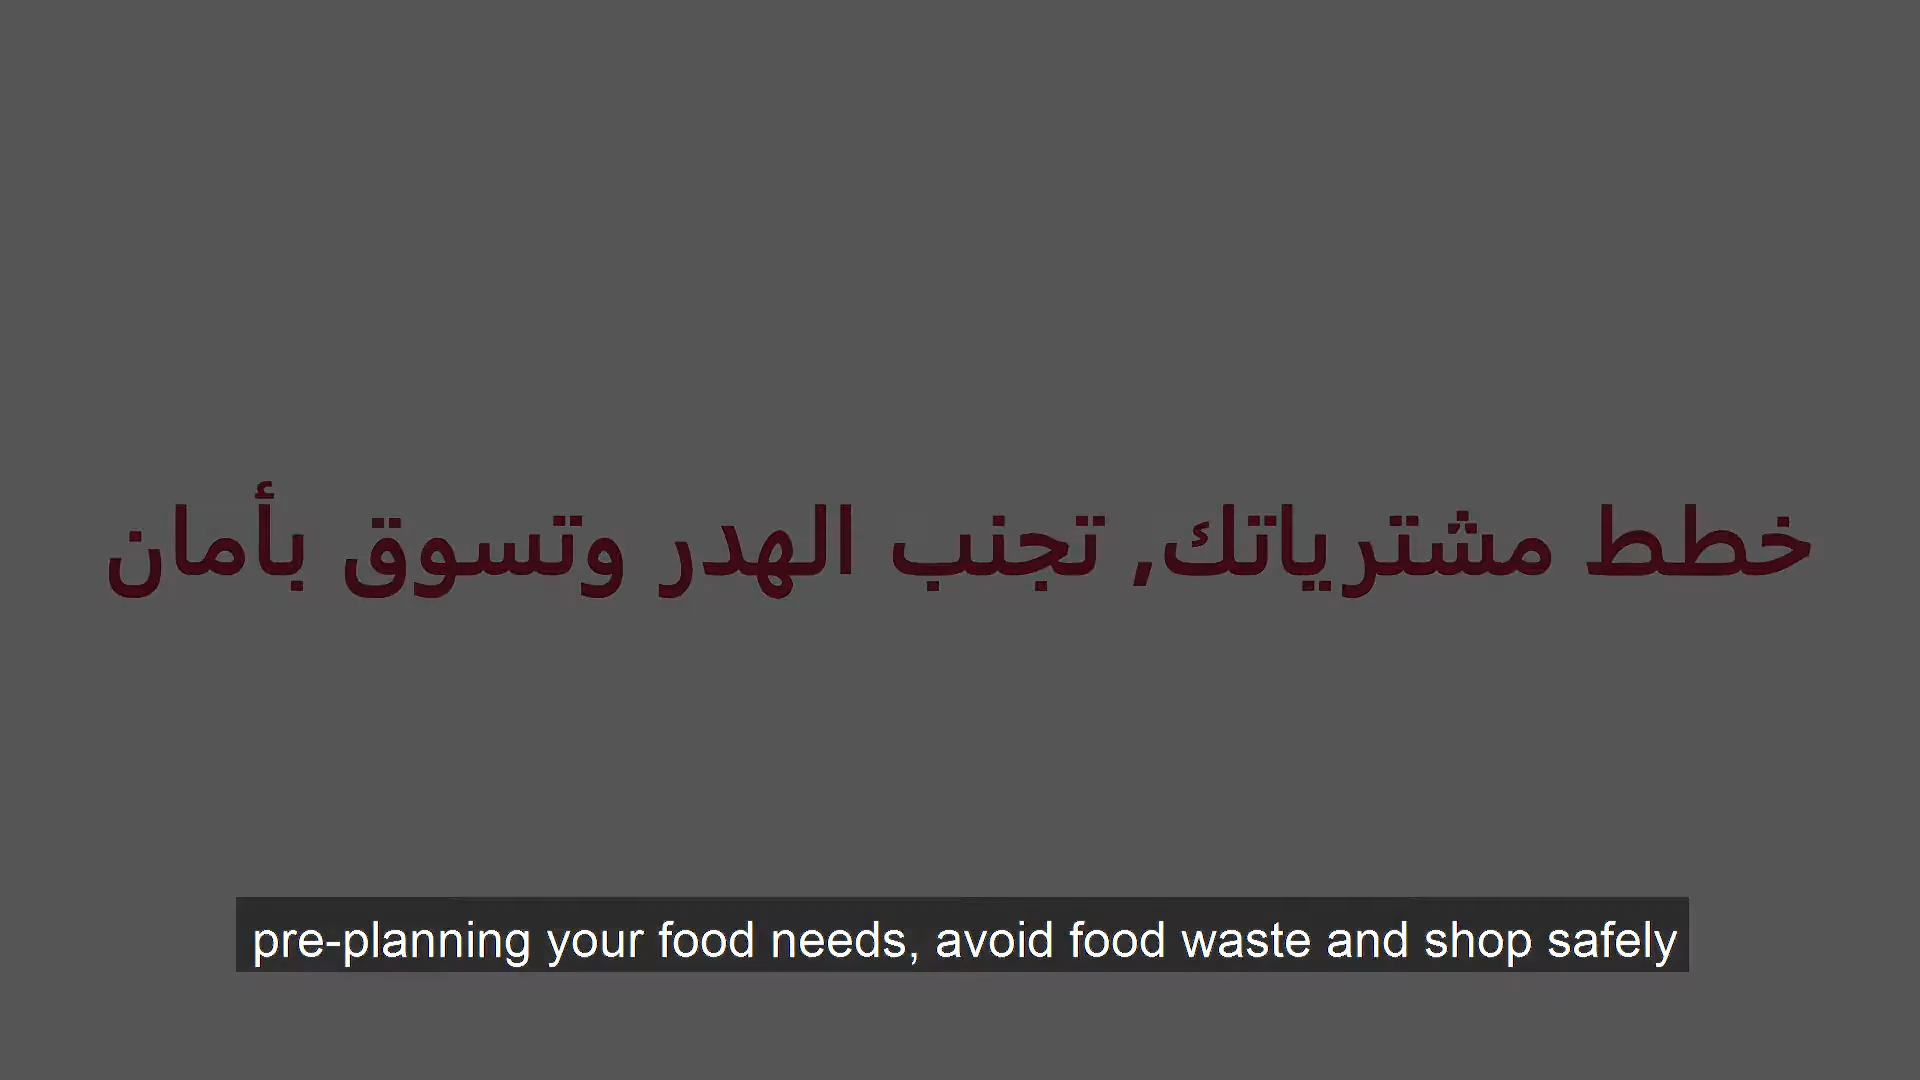 خطط مشترياتك, تجنب الهدر وتسوق بأمان
pre-planning your food needs, avoid food waste and shop safely